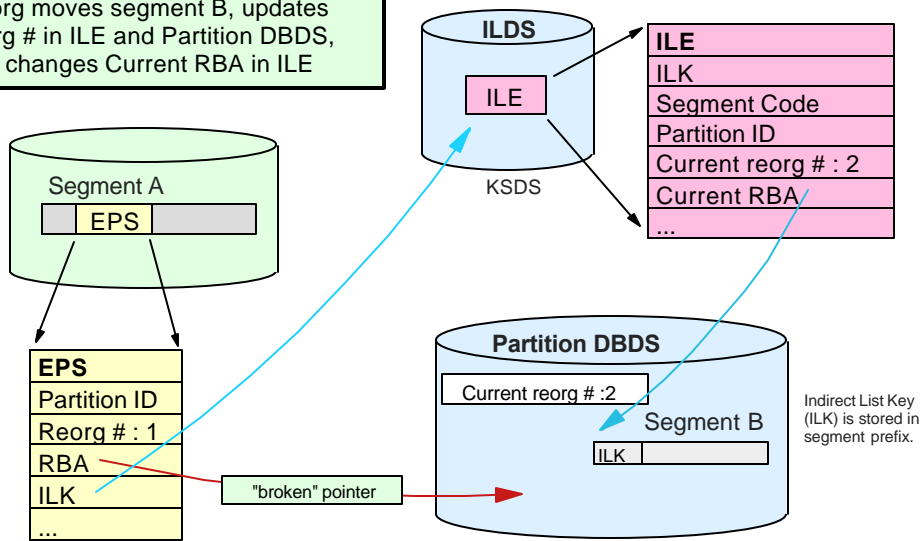 org moves segment B, updates
rg # in ILE and Partition DBDS,
changes Current RBA in ILE
ILDS
ILE
KSDS
ILE
ILK
Segment Code
Partition ID
Current reorg # : 2
Current RBA
...
Segment A
EPS
EPS
Partition ID
Reorg # : 1
RBA
ILK
...
"broken" pointer
Partition DBDS
Current reorg # :2
Segment B
ILK
Indirect List Key
(ILK) is stored in
segment prefix.